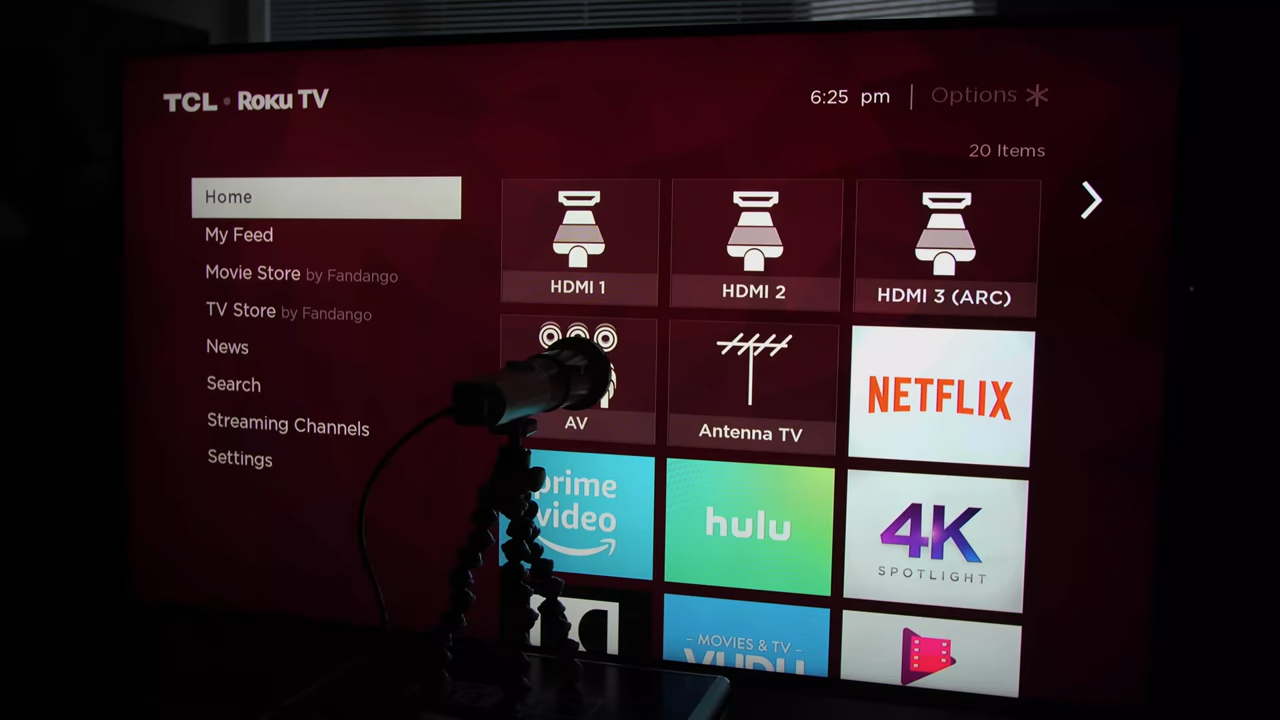 TCL • Roku TV
6:25 pm | Options
20 Items
Home
My Feed
Movie Store by Fandango
TV Store by Fandango
News
Search
Streaming Channels
Settings
HDMI 1
HDMI 2
HDMI 3 (ARC)
AV
Antenna TV
NETFLIX
prime
video
hulu
4K
SPOTLIGHT
– MOVIES & TV –
VUDU